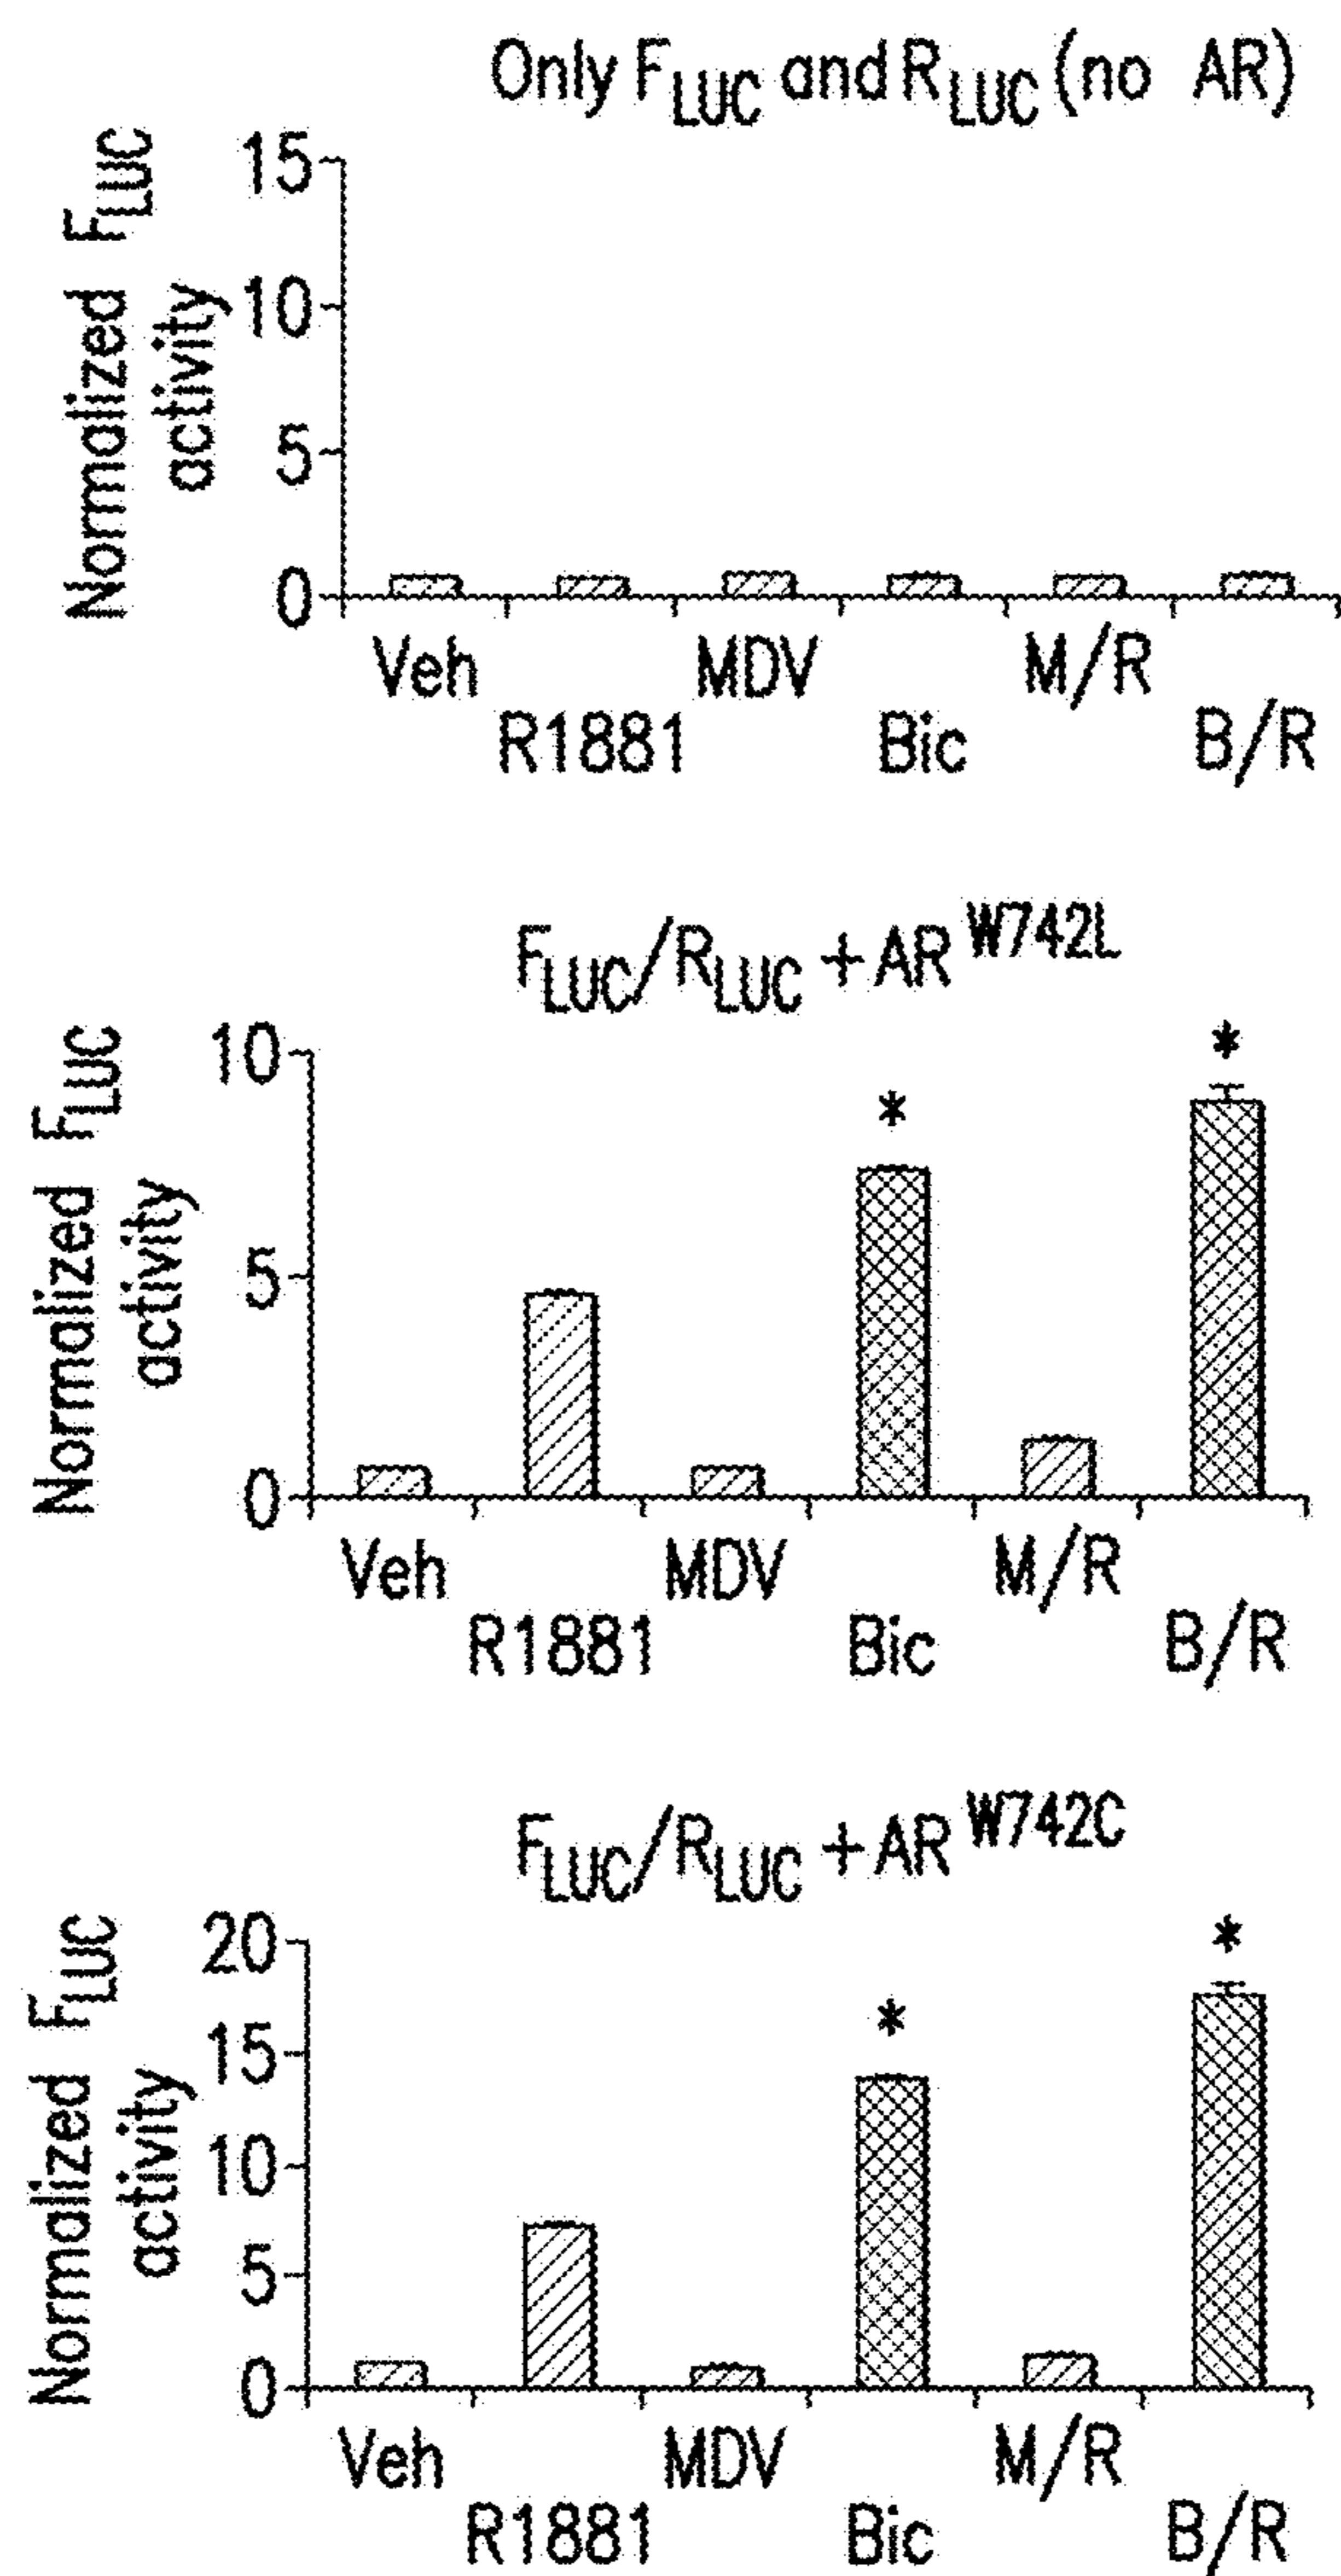 Only FLUC and RLUC (no AR)
Normalized FLUC
activity
15
10
5
0
Veh MDV M/R
R1881 Bic B/R
FLUC/RLUC + AR W742L
Normalized FLUC
activity
10
5
0
*
*
Veh MDV M/R
R1881 Bic B/R
FLUC/RLUC + AR W742C
Normalized FLUC
activity
20
15
10
5
0
*
*
Veh MDV M/R
R1881 Bic B/R